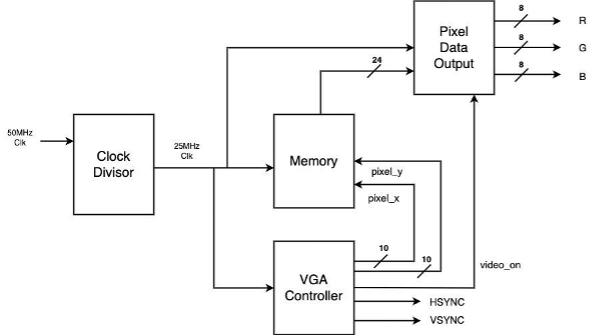 8
R
Pixel
Data
Output
8
G
24
8
B
50MHz
Clk
Clock
Divisor
25MHz
Clk
Memory
pixel_y
pixel_x
10
10
VGA
Controller
video_on
HSYNC
VSYNC